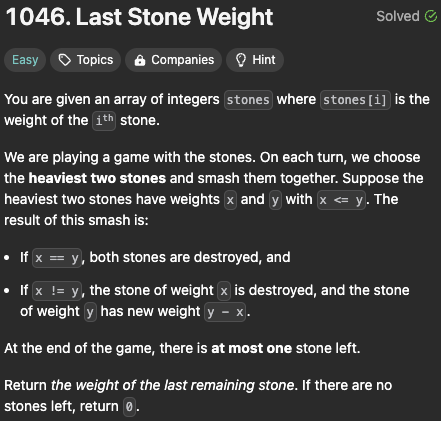 1046. Last Stone Weight
Solved
Easy Topics Companies Hint
You are given an array of integers stones where stones[i] is the
weight of the ith stone.
We are playing a game with the stones. On each turn, we choose
the heaviest two stones and smash them together. Suppose the
heaviest two stones have weights x and y with x <= y. The
result of this smash is:
• If x == y, both stones are destroyed, and
• If x != y, the stone of weight x is destroyed, and the stone
of weight y has new weight y - x.
At the end of the game, there is at most one stone left.
Return the weight of the last remaining stone. If there are no
stones left, return 0.